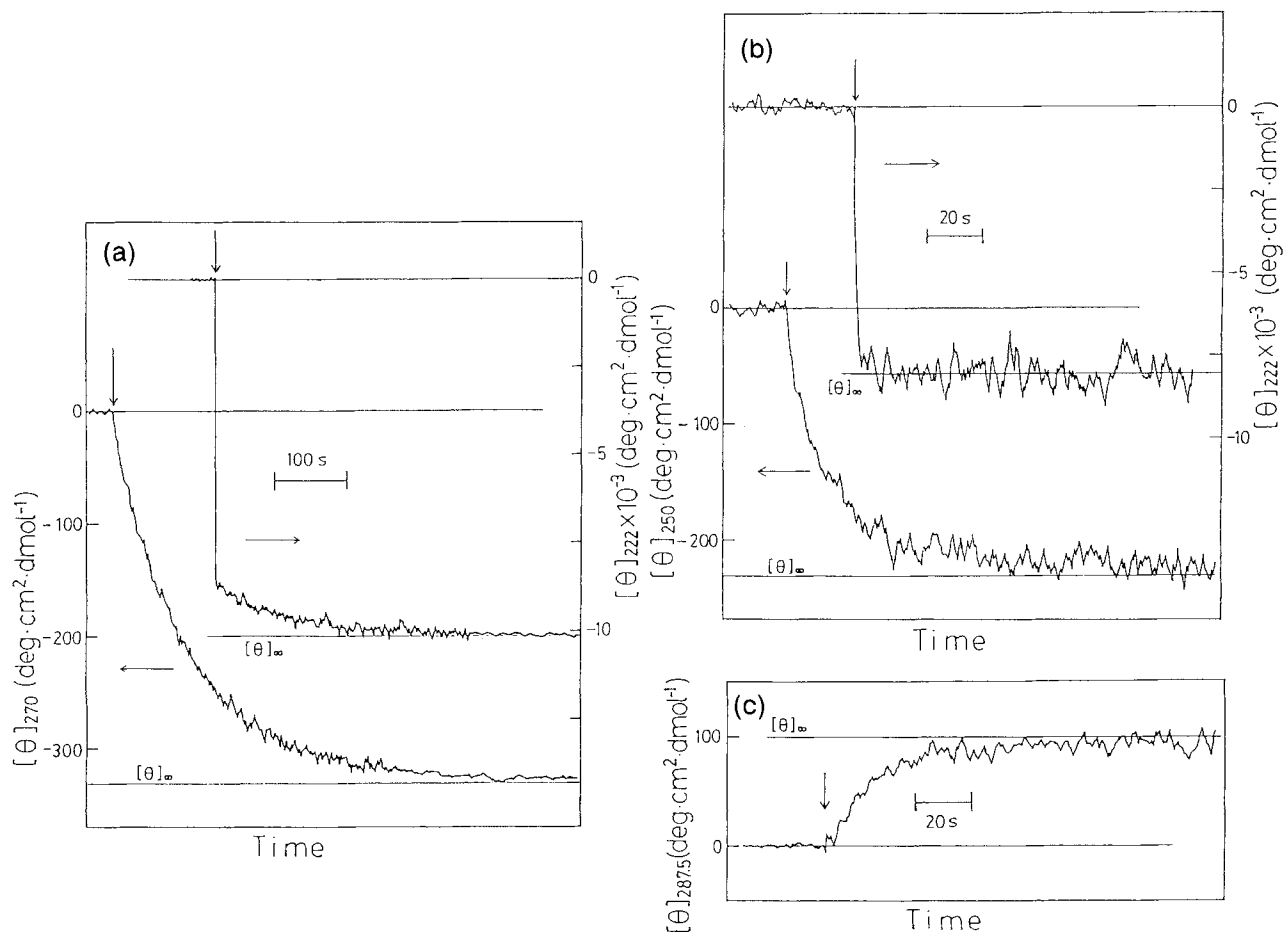 (a)
0
-100
-200
-300
[θ]₂₇₀ (deg·cm²·dmol⁻¹)
0
-5
-10
[θ]₂₂₂×10⁻³ (deg·cm²·dmol⁻¹)
100 s
[θ]∞
[θ]∞
Time
(b)
0
-100
-200
[θ]₂₅₀ (deg·cm²·dmol⁻¹)
0
-5
-10
[θ]₂₂₂×10⁻³ (deg·cm²·dmol⁻¹)
20 s
[θ]∞
[θ]∞
Time
(c)
[θ]∞
100
0
[θ]₂₈₇.₅(deg·cm²·dmol⁻¹)
20 s
Time